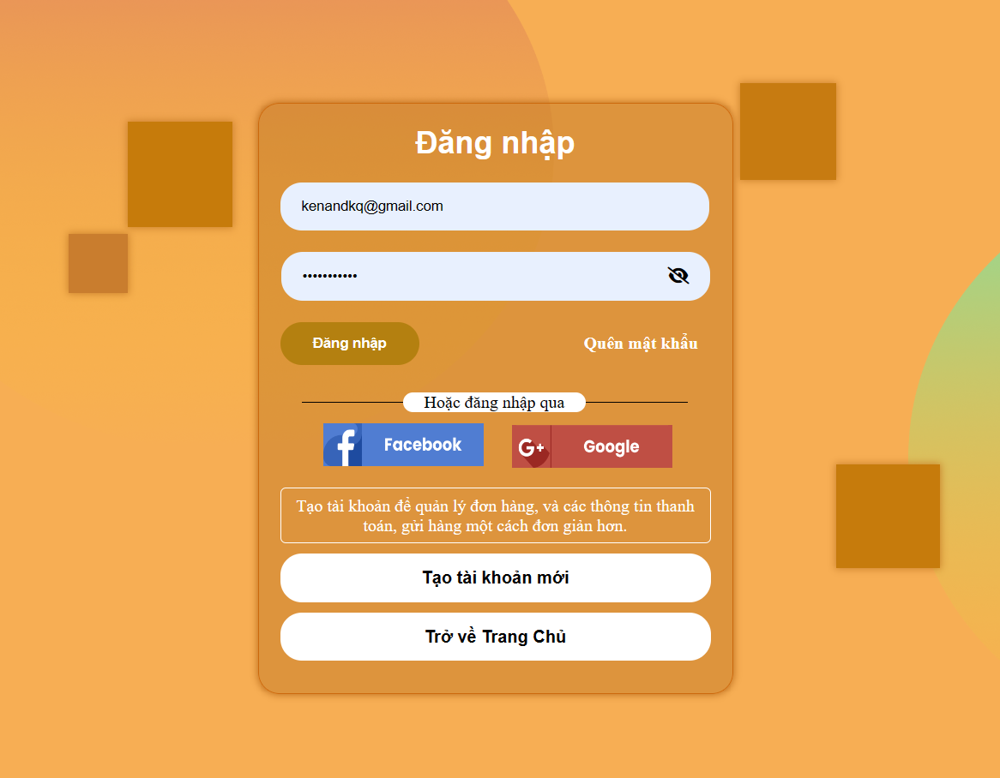 Đăng nhập
kenandkq@gmail.com
•••••••••••
Đăng nhập
Quên mật khẩu
Hoặc đăng nhập qua
f Facebook
G+ Google
Tạo tài khoản để quản lý đơn hàng, và các thông tin thanh
toán, gửi hàng một cách đơn giản hơn.
Tạo tài khoản mới
Trở về Trang Chủ